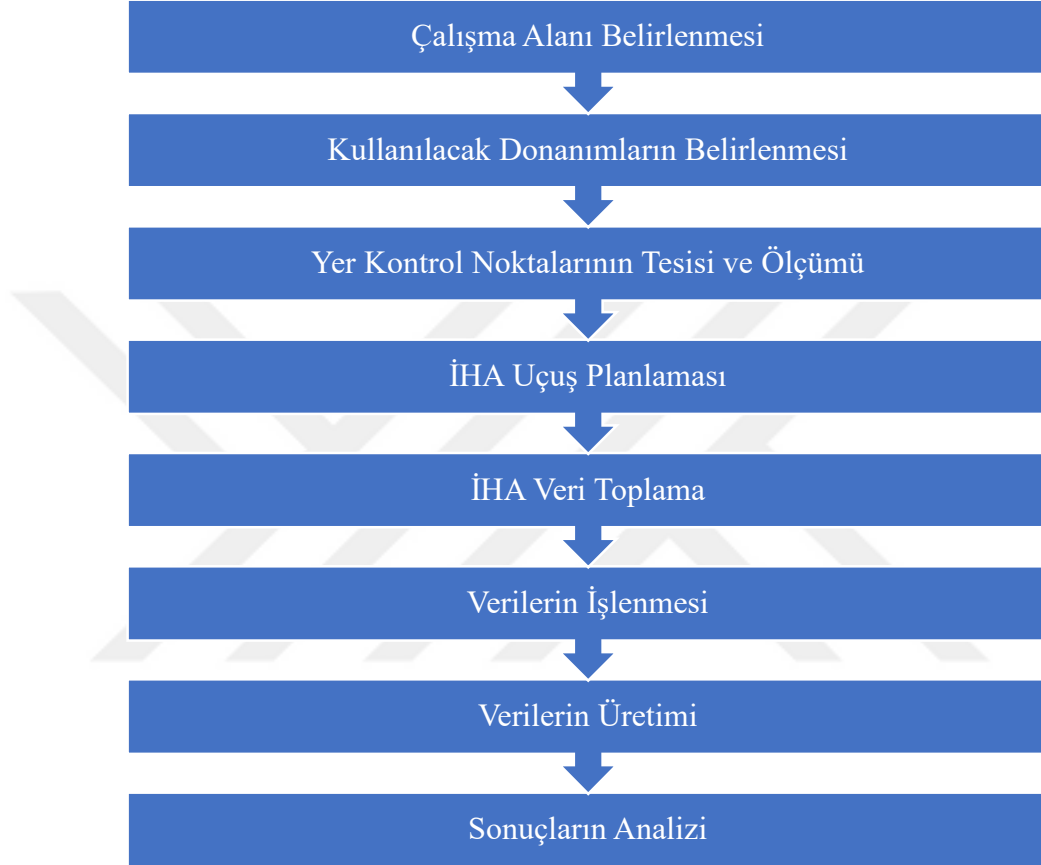 Çalışma Alanı Belirlenmesi
Kullanılacak Donanımların Belirlenmesi
Yer Kontrol Noktalarının Tesisi ve Ölçümü
İHA Uçuş Planlaması
İHA Veri Toplama
Verilerin İşlenmesi
Verilerin Üretimi
Sonuçların Analizi